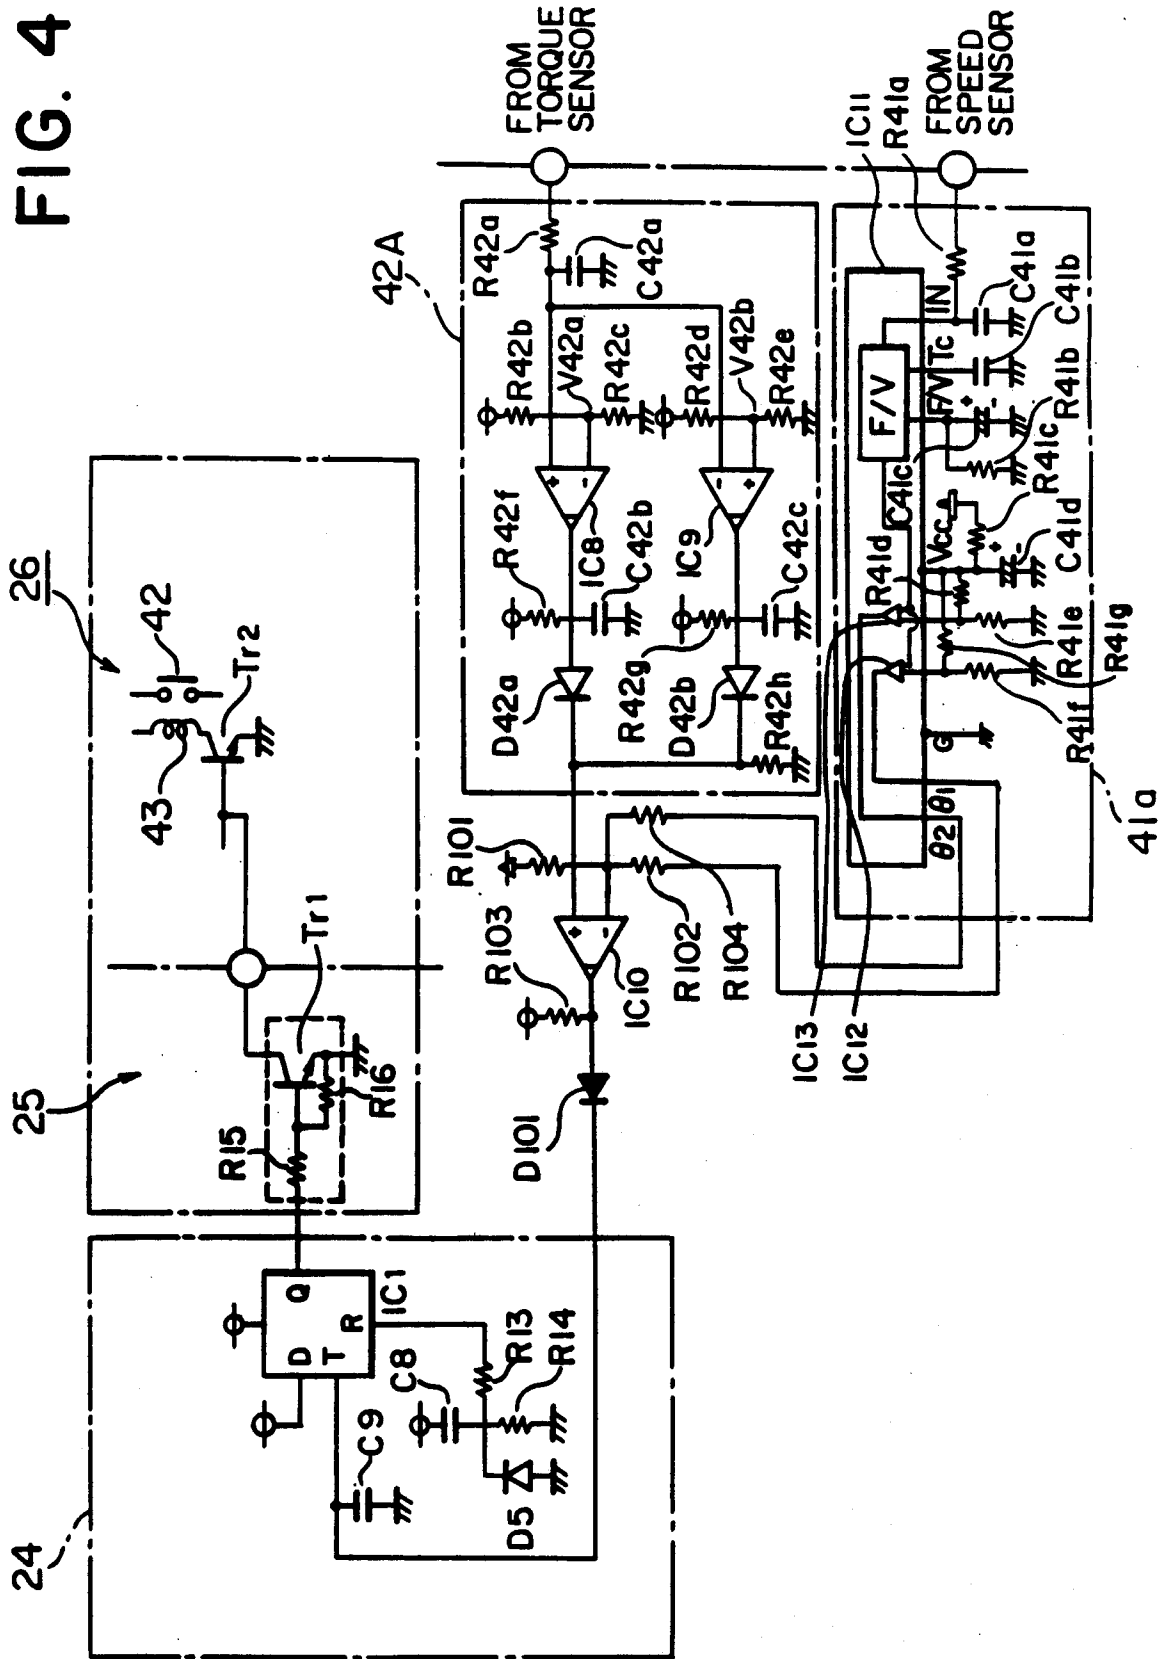 FIG. 4
26
42
43
Tr2
25
Tr1
R15
R16
24
D
Q
T
R
IC1
C9
C8
R13
R14
D5
42A
FROM
TORQUE
SENSOR
R42a
C42a
R42b
V42a
R42c
R42d
V42b
R42e
+
-
IC8
-
+
IC9
R42f
C42b
R42g
C42c
D42a
D42b
R42h
R101
R103
+
-
IC10
R102
R104
D101
IC13
IC12
IC11
R41a
FROM
SPEED
SENSOR
F/V
IN
Tc
F/V
C41a
C41b
R41b
C41c
+
-
R41c
Vcc
R41d
C41d
+
-
R41e
R41g
R41f
G
θ1
θ2
41a